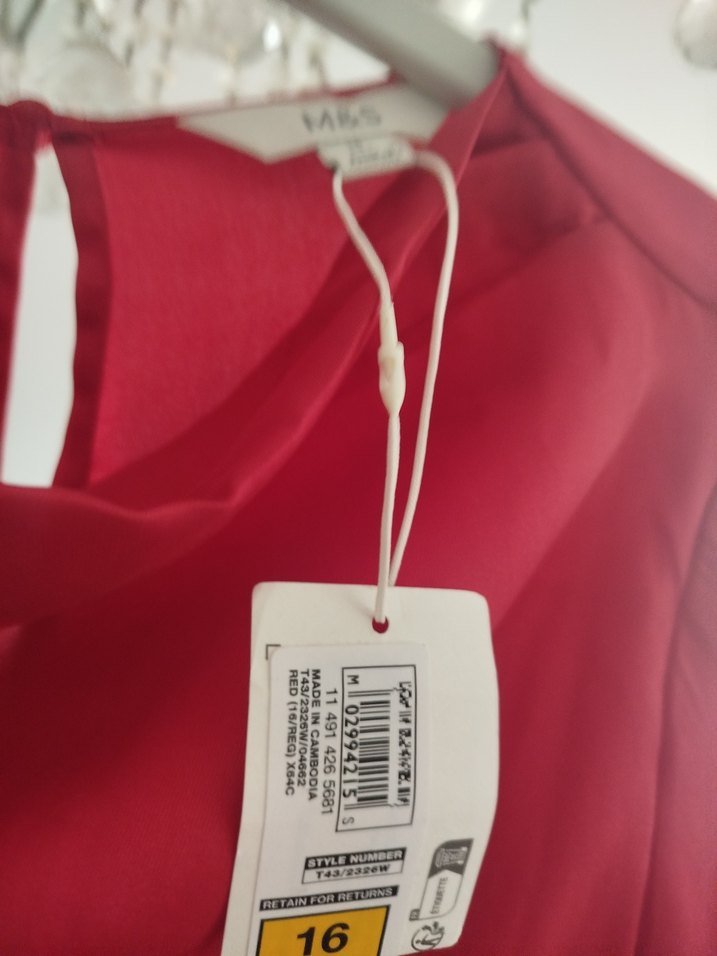 M&S
M 02994215 S
11 491 426 5681
MADE IN CAMBODIA
T43/2326W/04662
RED (16/REG) X64C
STYLE NUMBER
T43/2326W
RETAIN FOR RETURNS
16